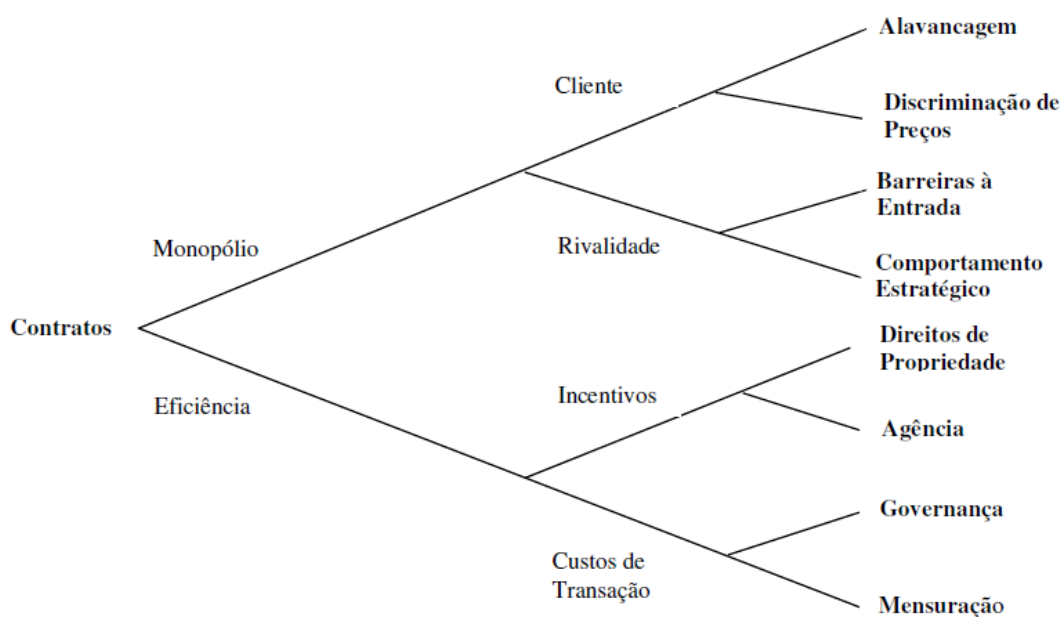 Alavancagem
Cliente
Discriminação de
Preços
Barreiras à
Entrada
Monopólio
Rivalidade
Comportamento
Estratégico
Contratos
Direitos de
Propriedade
Eficiência
Incentivos
Agência
Governança
Custos de
Transação
Mensuração